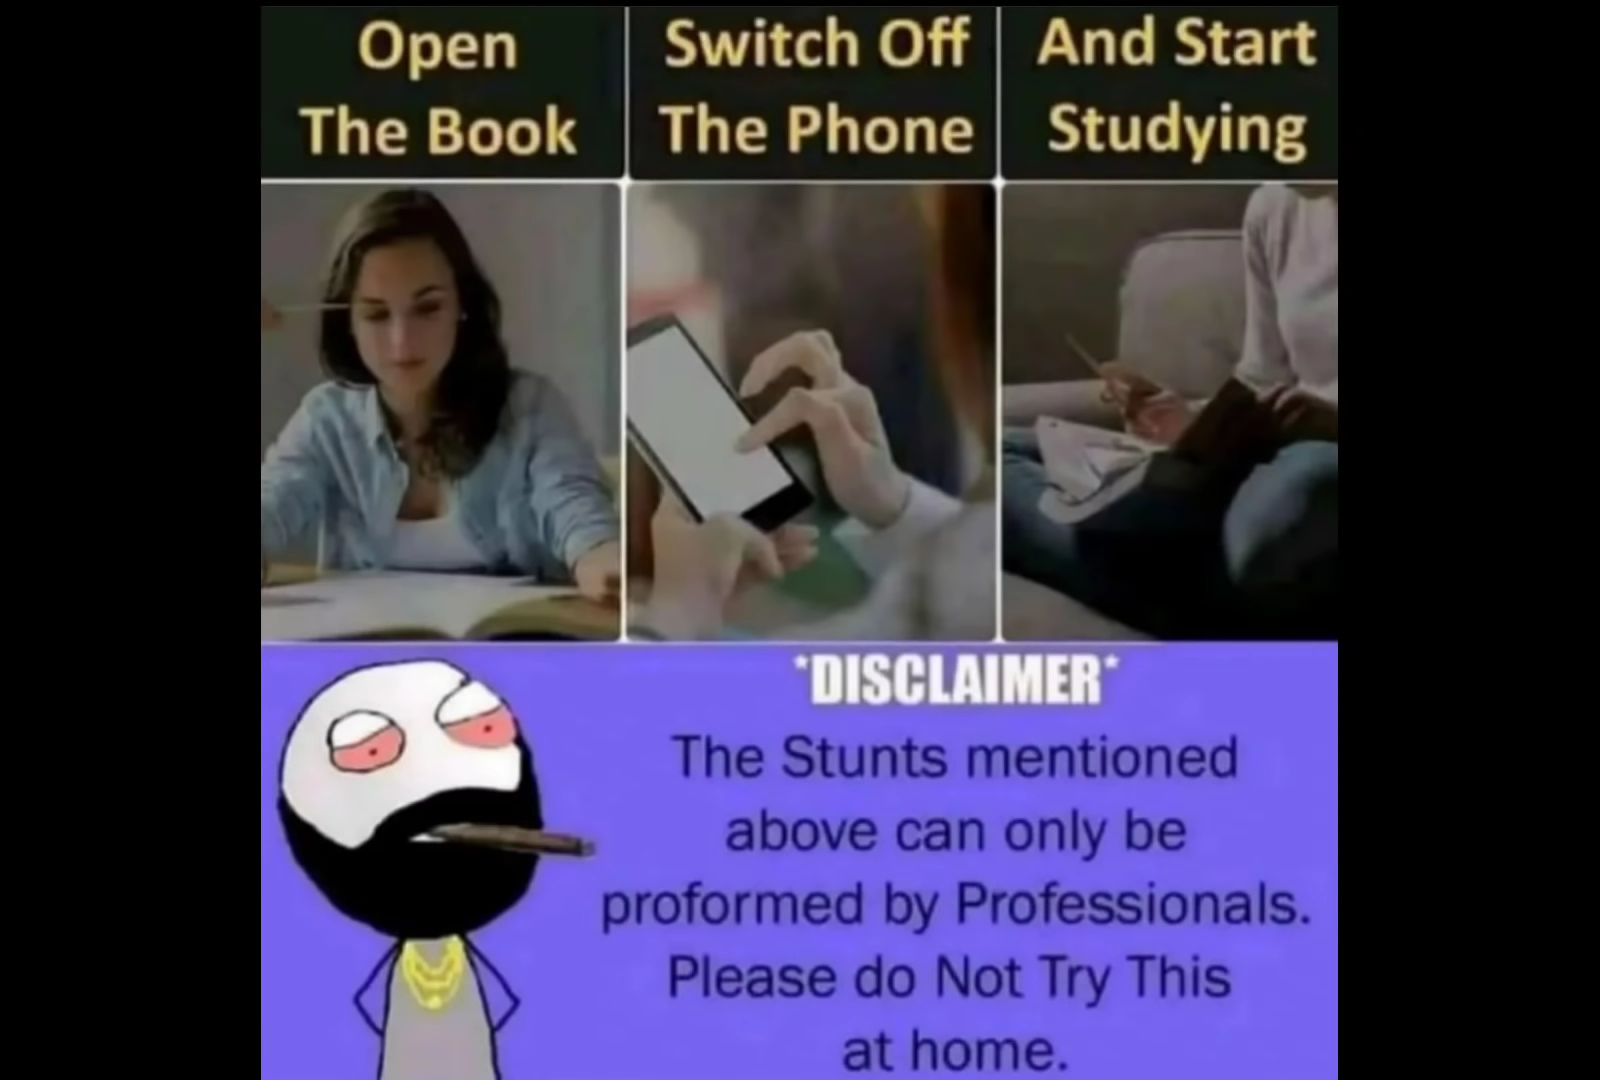 Open
The Book
Switch Off
The Phone
And Start
Studying
*DISCLAIMER*
The Stunts mentioned
above can only be
proformed by Professionals.
Please do Not Try This
at home.